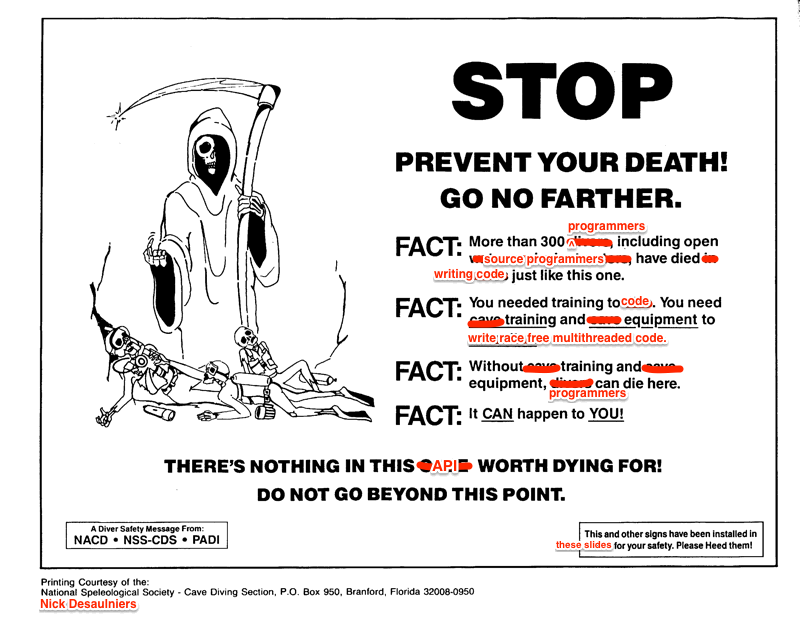 STOP
PREVENT YOUR DEATH!
GO NO FARTHER.
programmers
FACT: More than 300 ^ , including open
source programmers, have died
writing code, just like this one.
FACT: You needed training to code. You need
training and equipment to
write race free multithreaded code.
FACT: Without training and
equipment, can die here.
programmers
FACT: It CAN happen to YOU!
THERE'S NOTHING IN THIS API WORTH DYING FOR!
DO NOT GO BEYOND THIS POINT.
A Diver Safety Message From:
NACD • NSS-CDS • PADI
This and other signs have been installed in
these slides for your safety. Please Heed them!
Printing Courtesy of the:
National Speleological Society - Cave Diving Section, P.O. Box 950, Branford, Florida 32008-0950
Nick Desaulniers